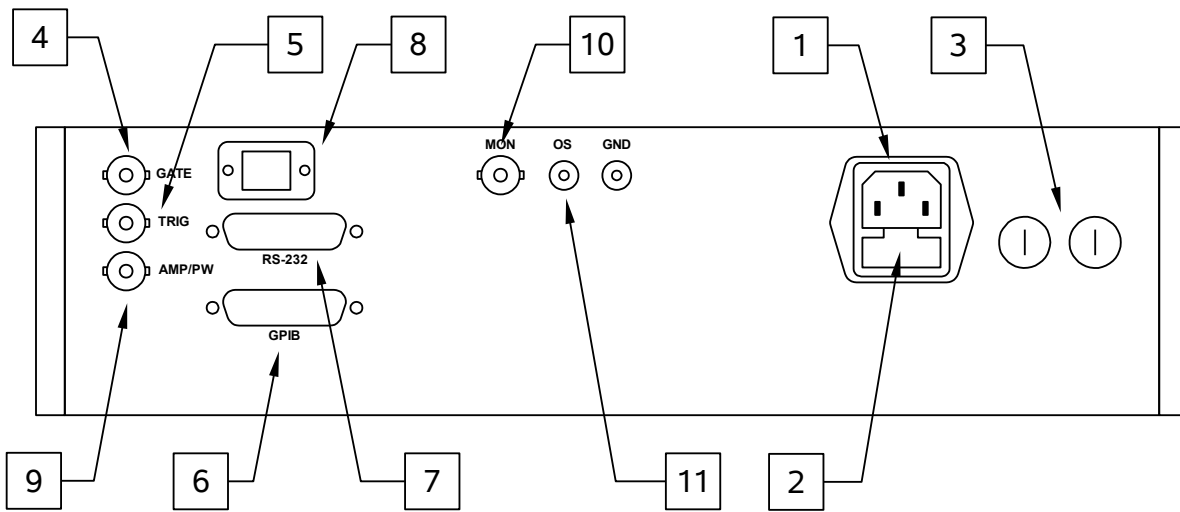 4
5
8
10
1
3
MON
OS
GND
GATE
TRIG
RS-232
AMP/PW
GPIB
9
6
7
11
2